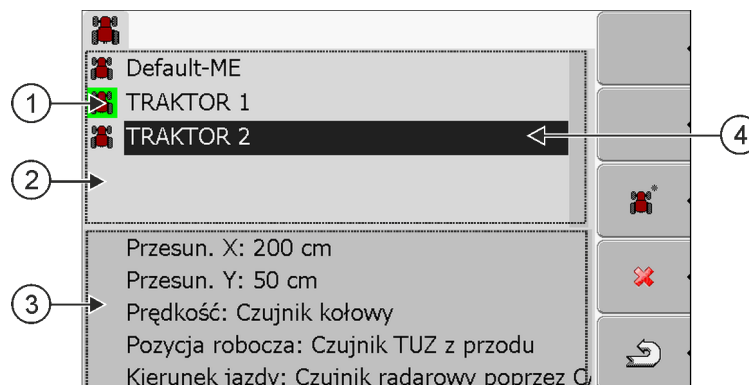 Default-ME
1
TRAKTOR 1
TRAKTOR 2
4
2
Przesun. X: 200 cm
Przesun. Y: 50 cm
3
Prędkość: Czujnik kołowy
Pozycja robocza: Czujnik TUZ z przodu
Kierunek jazdy: Czujnik radarowy poprzez